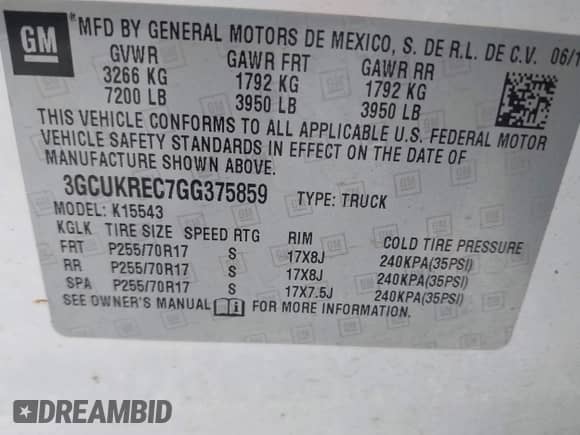 GM
MFD BY GENERAL MOTORS DE MEXICO, S. DE R.L. DE C.V. 06/1
GVWR GAWR FRT GAWR RR
3266 KG 1792 KG 1792 KG
7200 LB 3950 LB 3950 LB
THIS VEHICLE CONFORMS TO ALL APPLICABLE U.S. FEDERAL MOTOR
VEHICLE SAFETY STANDARDS IN EFFECT ON THE DATE OF
MANUFACTURE SHOWN ABOVE.
3GCUKREC7GG375859 TYPE: TRUCK
MODEL: K15543
KGLK TIRE SIZE SPEED RTG RIM COLD TIRE PRESSURE
FRT P255/70R17 S 17X8J 240KPA(35PSI)
RR P255/70R17 S 17X8J 240KPA(35PSI)
SPA P255/70R17 S 17X7.5J 240KPA(35PSI)
SEE OWNER'S MANUAL FOR MORE INFORMATION.
DREAMBID